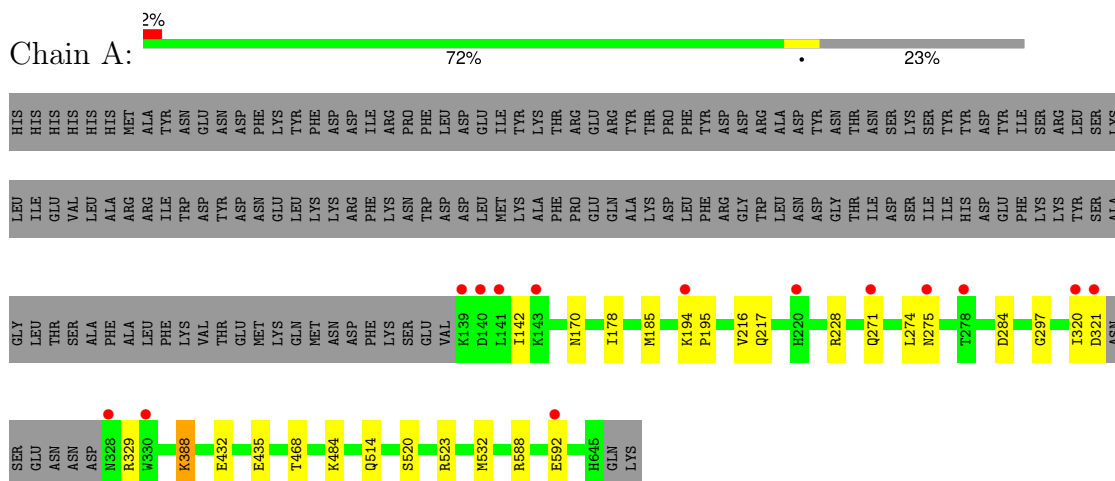 2%
Chain A:
72% • 23%
HIS HIS HIS HIS HIS HIS MET ALA TYR ASN GLU ASN ASP PHE LYS TYR PHE ASP ASP ILE ARG PRO PHE LEU ASP GLU ILE TYR LYS THR ARG GLU ARG TYR THR PRO PHE TYR ASP ASP ARG ALA ASP TYR ASN THR ASN SER LYS SER TYR TYR ASP TYR ILE SER ARG LEU SER LYS
LEU ILE GLU VAL LEU ALA ARG ARG ILE TRP ASP TYR ASP ASN GLU LEU LYS LYS ARG PHE LYS ASN TRP ASP ASP LEU MET LYS ALA PHE PRO GLU GLN ALA LYS ASP LEU PHE ARG GLY TRP LEU ASN ASP GLY THR ILE ASP SER ILE ILE HIS ASP GLU PHE LYS LYS TYR SER ALA
GLY LEU THR SER ALA PHE ALA LEU PHE LYS VAL THR GLU MET LYS GLN MET ASN ASP PHE LYS SER GLU VAL K139 D140 L141 I142 K143 N170 I178 M185 K194 P195 V216 Q217 H220 R228 Q271 L274 N275 T278 D284 G297 I320 D321 ASN
SER GLU ASN ASN ASP N328 R329 W330 K388 E432 E435 T468 K484 Q514 S520 R523 M532 R588 E592 H645 GLN LYS